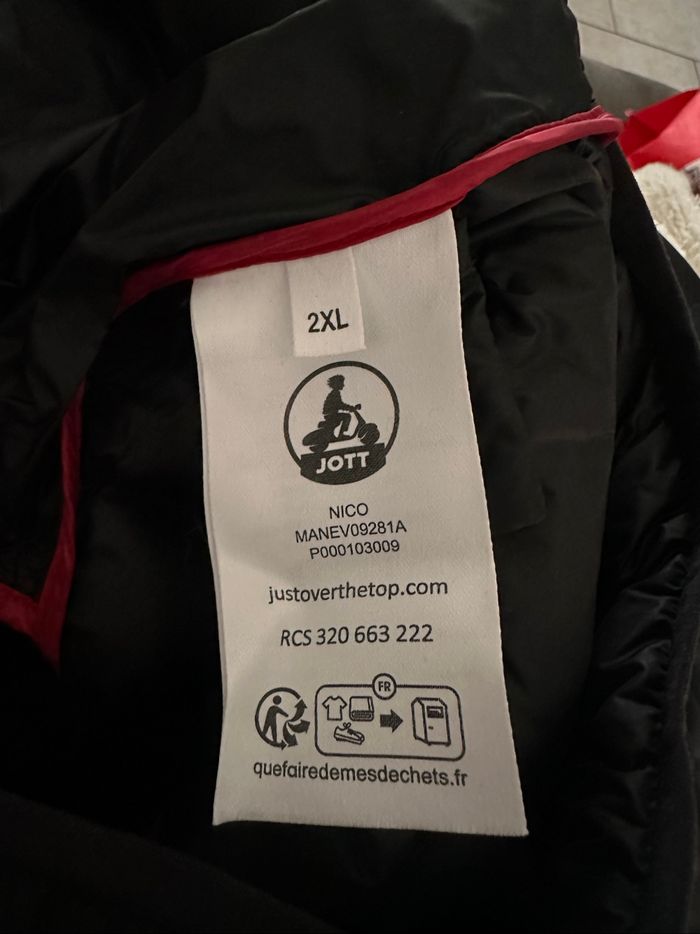 2XL
JOTT
NICO
MANEV09281A
P000103009
justoverthetop.com
RCS 320 663 222
FR
quefairedemesdechets.fr